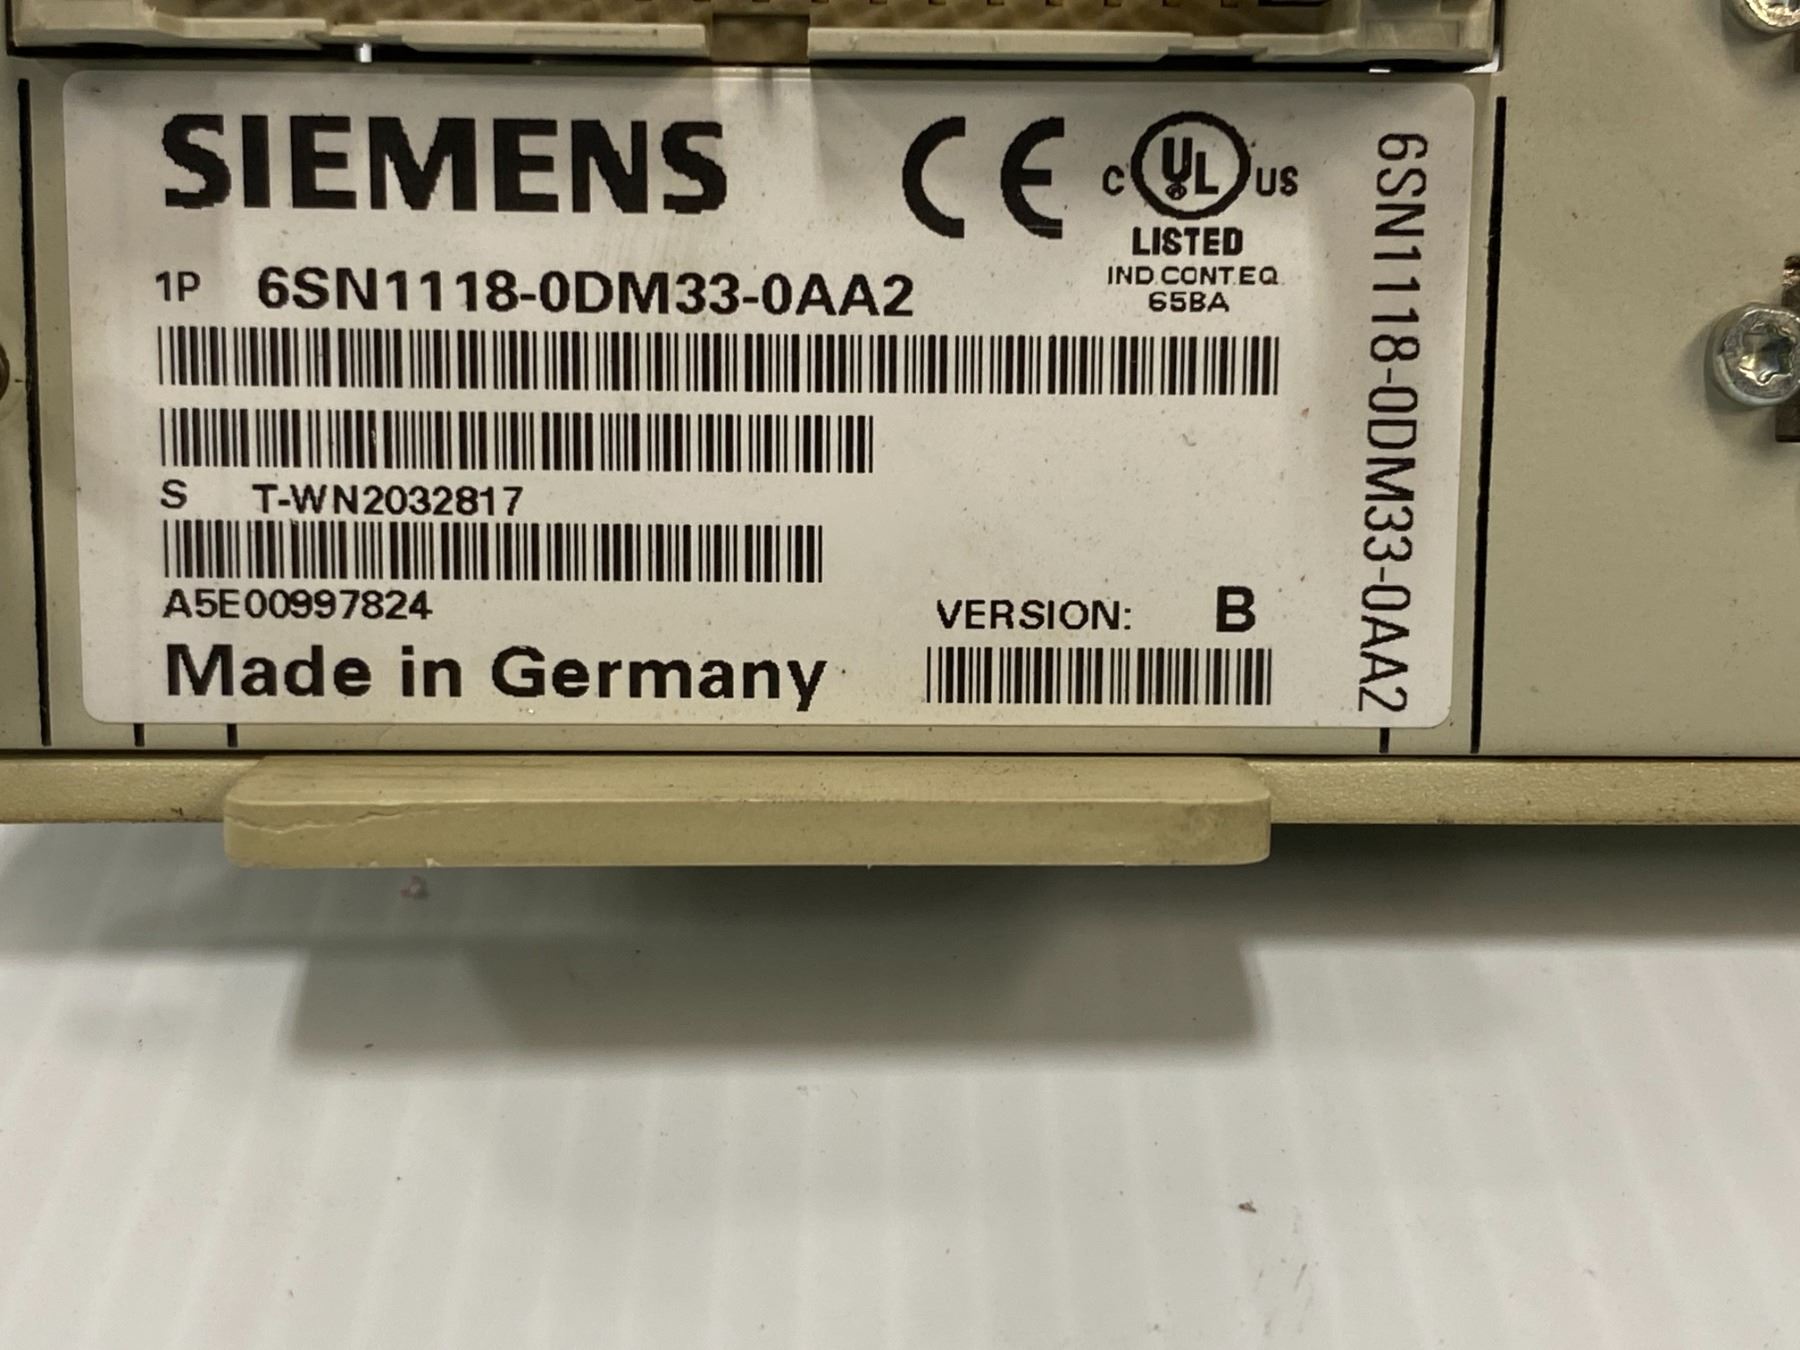 SIEMENS
CE
C UL US
LISTED
IND.CONT.EQ.
65BA
1P 6SN1118-0DM33-0AA2
S T-WN2032817
A5E00997824
VERSION: B
Made in Germany
6SN1118-0DM33-0AA2